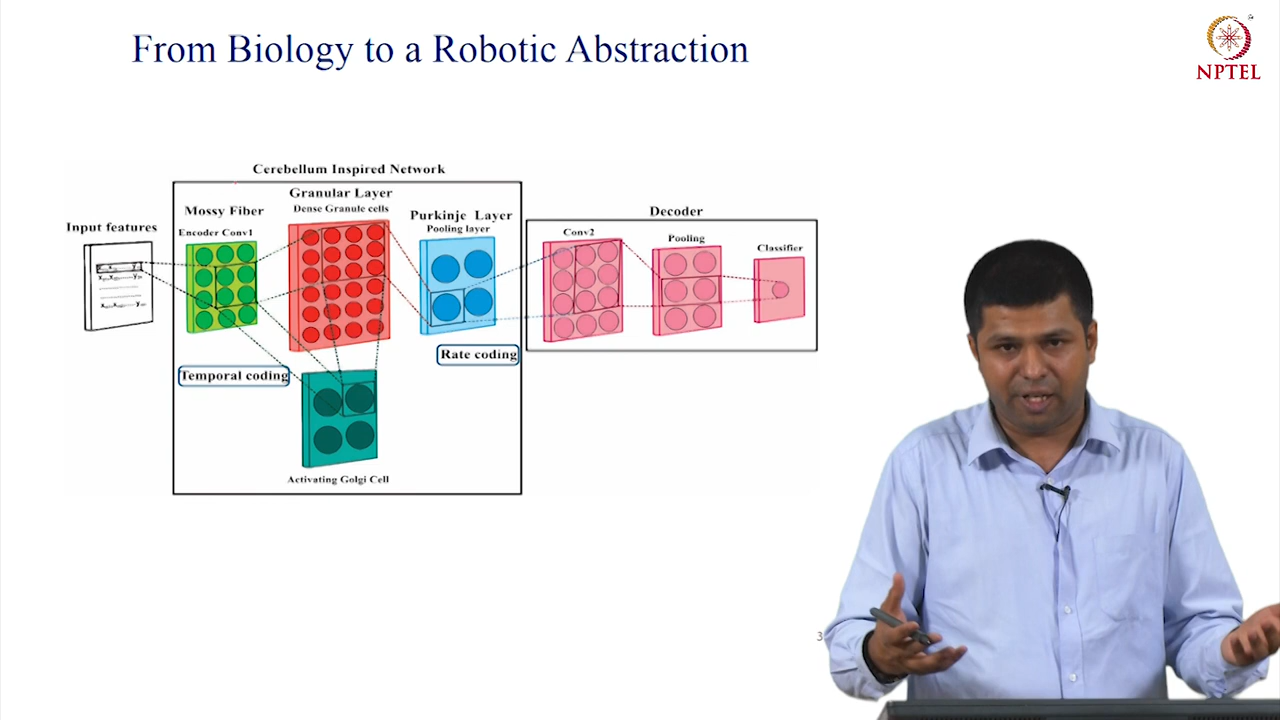 From Biology to a Robotic Abstraction
NPTEL
Cerebellum Inspired Network
Input features
Mossy Fiber
Encoder Conv1
Granular Layer
Dense Granule cells
Purkinje Layer
Pooling layer
Temporal coding
Rate coding
Activating Golgi Cell
Decoder
Conv2
Pooling
Classifier
3